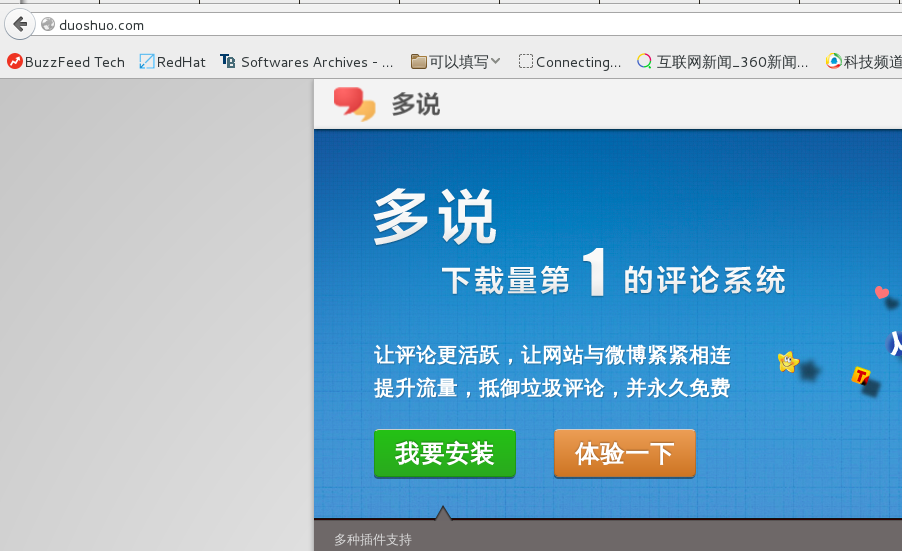 duoshuo.com
BuzzFeed Tech RedHat Softwares Archives - ... 可以填写 Connecting... 互联网新闻_360新闻... 科技频道
多说
多说
下载量第1的评论系统
让评论更活跃，让网站与微博紧紧相连
提升流量，抵御垃圾评论，并永久免费
我要安装 体验一下
多种插件支持